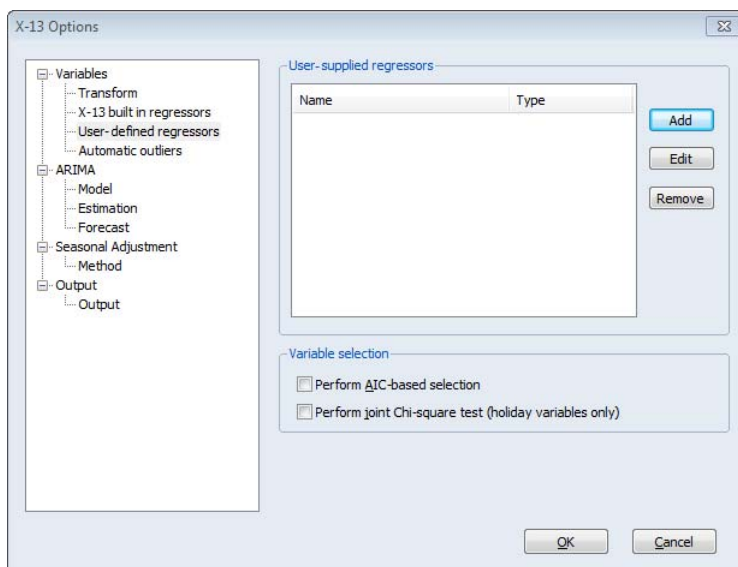 X-13 Options
Variables
Transform
X-13 built in regressors
User-defined regressors
Automatic outliers
ARIMA
Model
Estimation
Forecast
Seasonal Adjustment
Method
Output
Output
User-supplied regressors
Name Type
Add
Edit
Remove
Variable selection
Perform AIC-based selection
Perform joint Chi-square test (holiday variables only)
OK Cancel